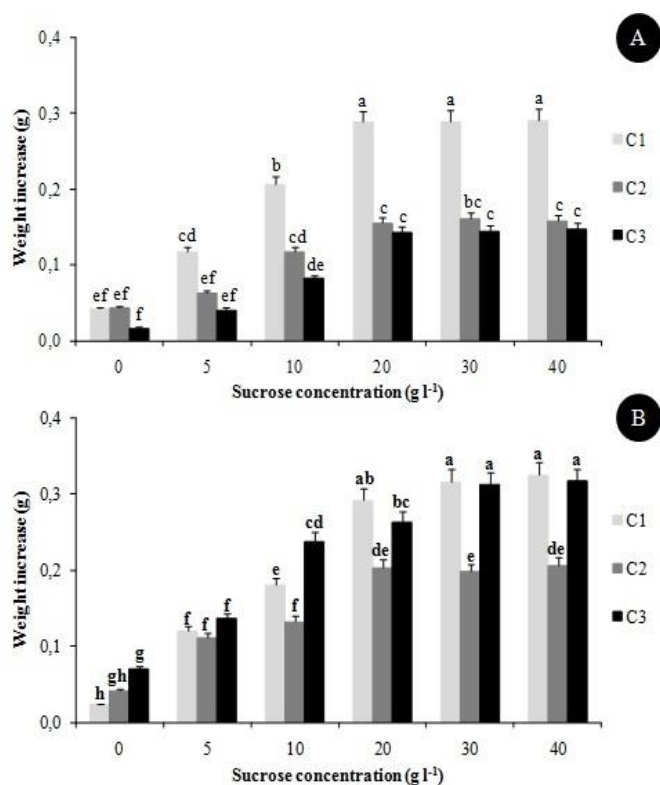 A
0,4
0,3
0,2
0,1
0,0
Weight increase (g)
ef ef f
cd ef ef
b cd de
a c c
a bc c
a c c
C1
C2
C3
0 5 10 20 30 40
Sucrose concentration (g l-1)
B
0,4
0,3
0,2
0,1
0,0
Weight increase (g)
h gh g
f f f
e f cd
ab de bc
a e a
a de a
C1
C2
C3
0 5 10 20 30 40
Sucrose concentration (g l-1)